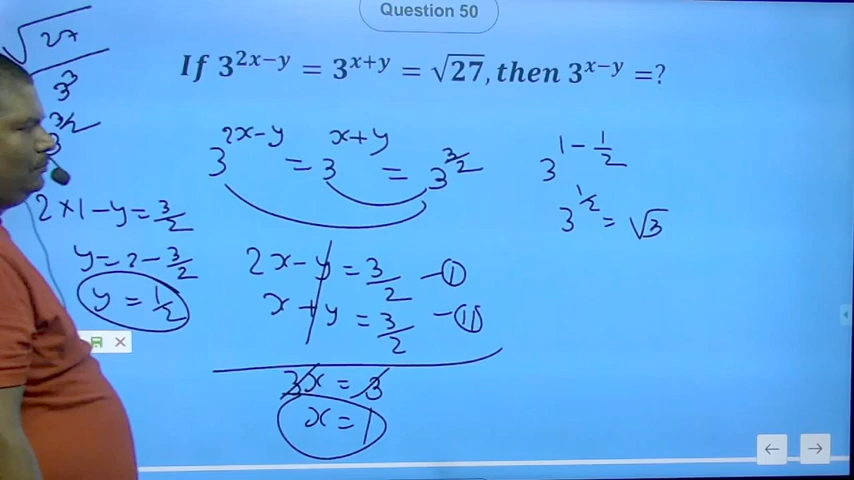 Question 50
If 3^{2x−y} = 3^{x+y} = √27, then 3^{x−y} =?
√27
3^3
3^{3/2}
2×1−y=3/2
y=2−3/2
y=1/2
3^{2x−y} = 3^{x+y} = 3^{3/2}
2x−y=3/2 −①
x+y=3/2 −⑪
3x=3
x=1
3^{1−1/2}
3^{1/2}=√3